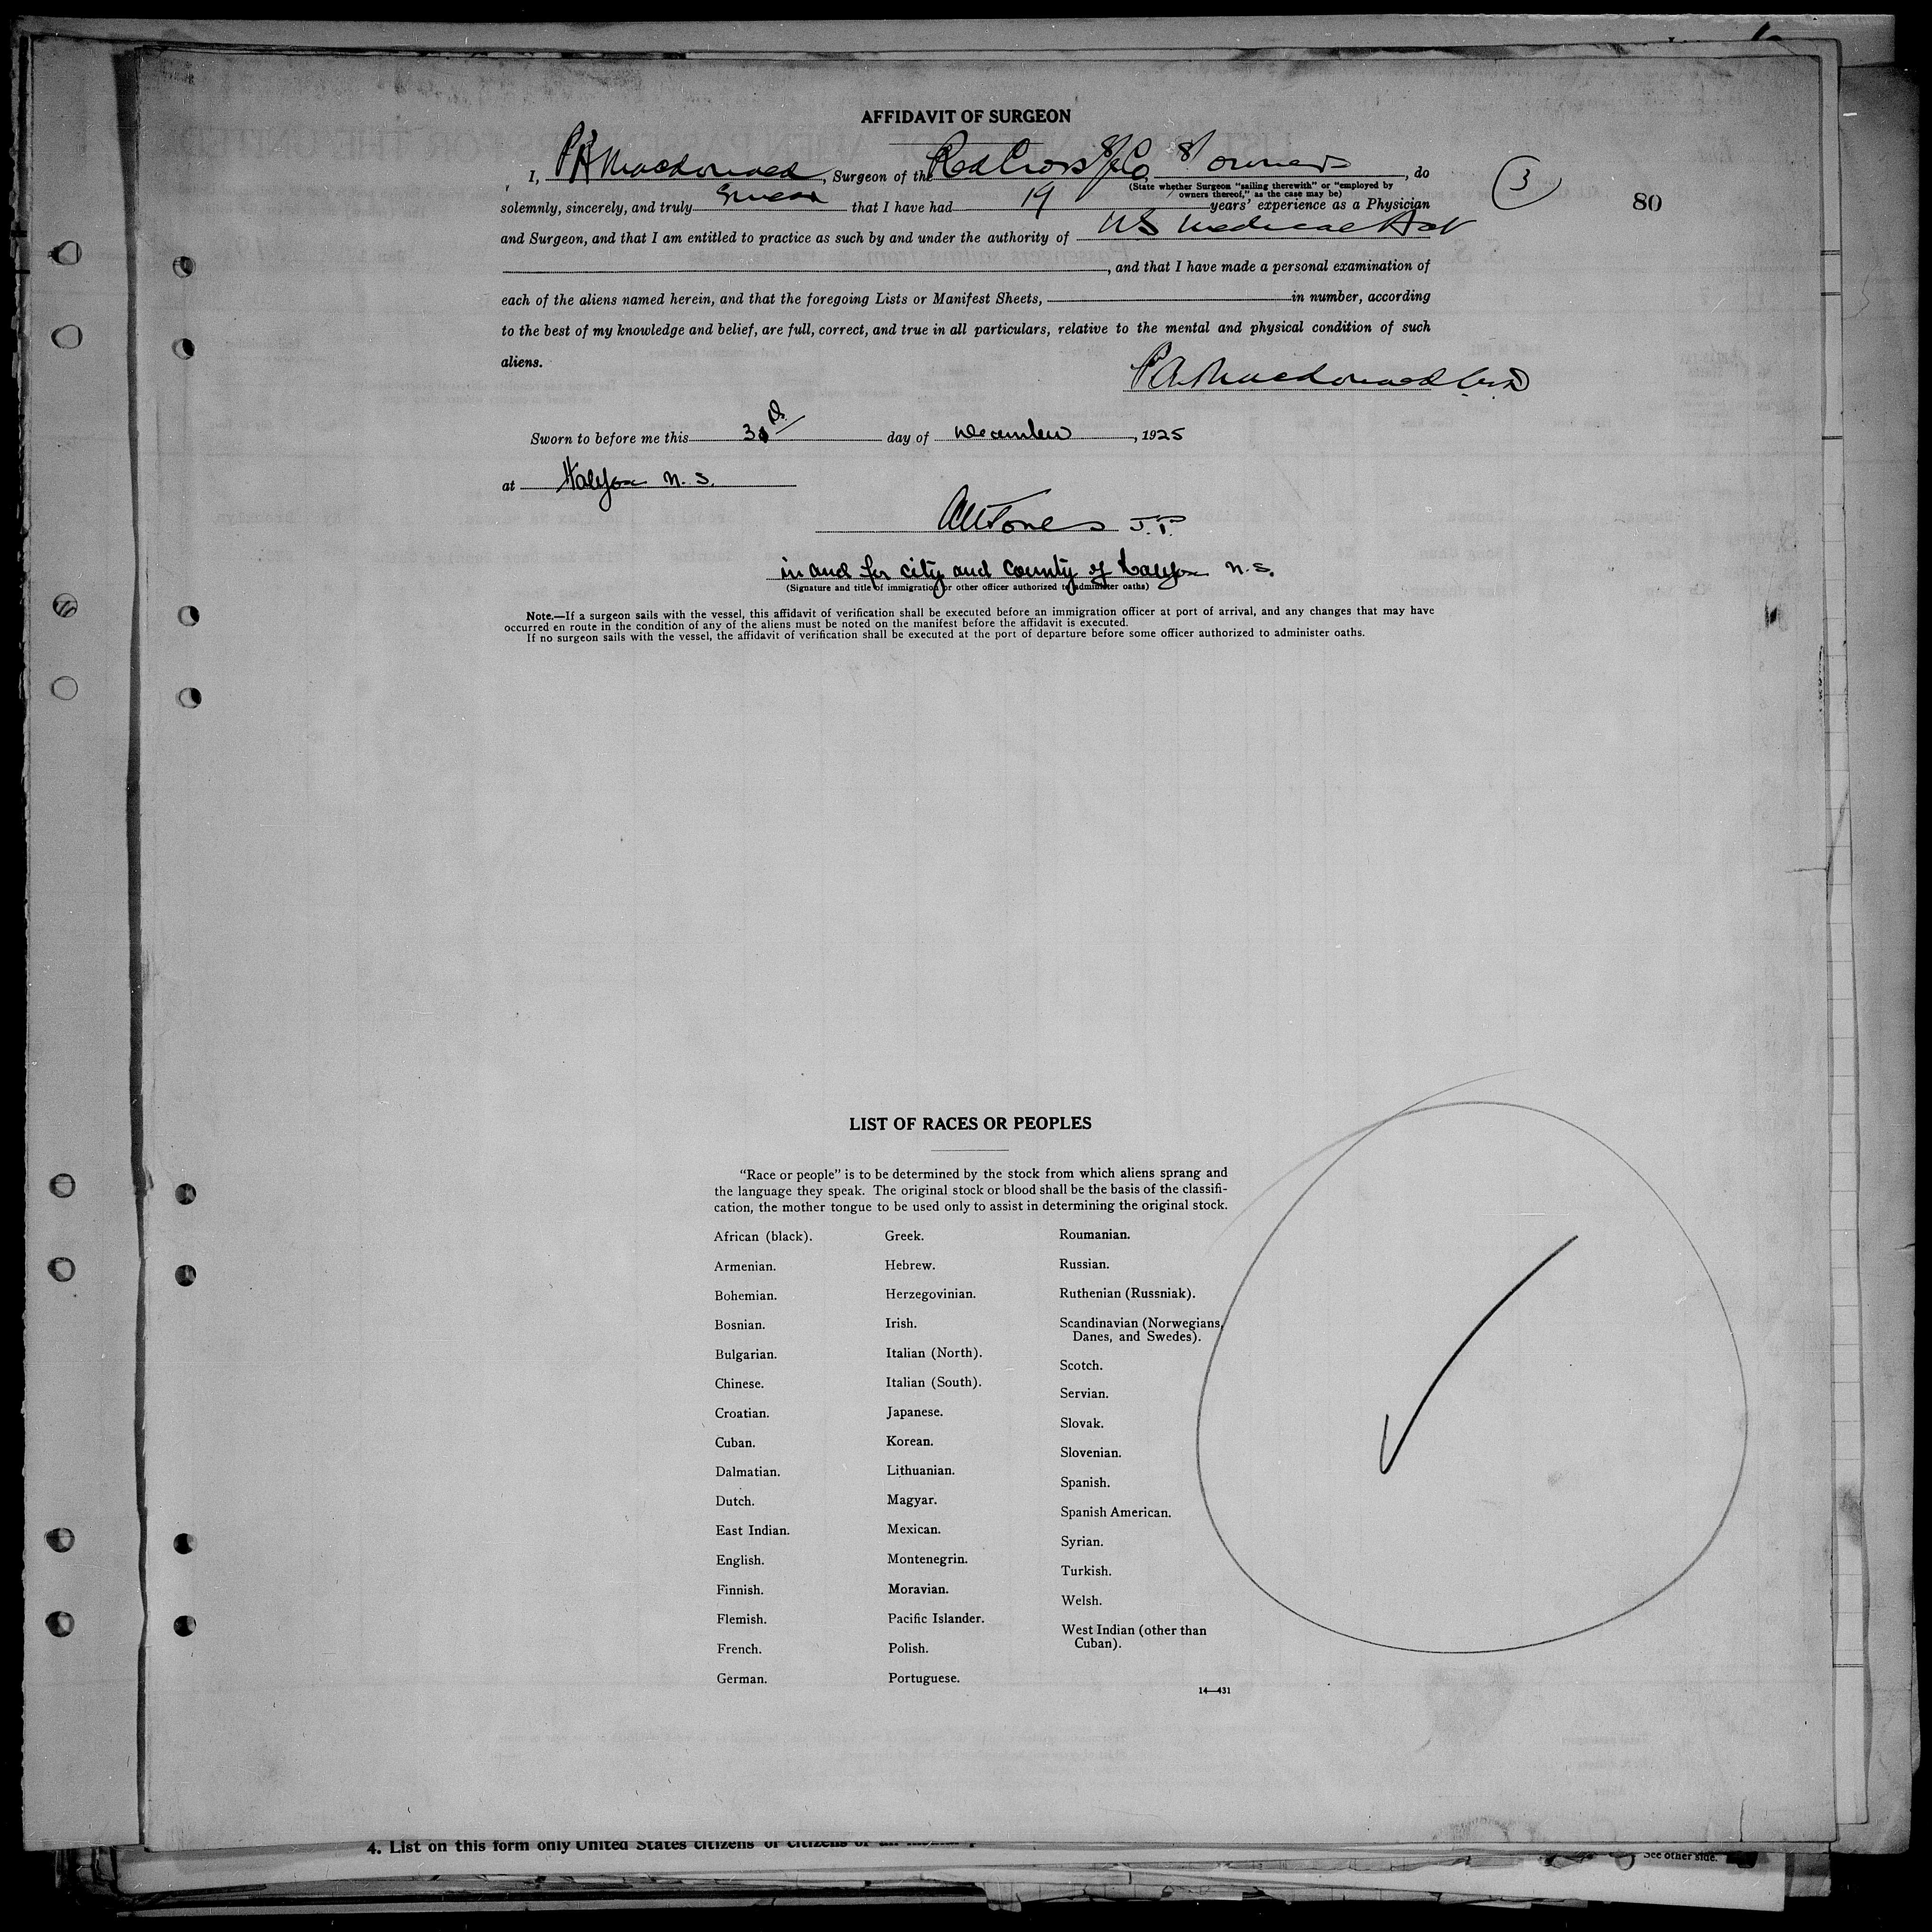 AFFIDAVIT OF SURGEON
I, P A Macdonald, Surgeon of the Red Cross S/S Co owners, do
(State whether Surgeon "sailing therewith" or "employed by
owners thereof," as the case may be)
3
80
solemnly, sincerely, and truly swear that I have had 19 years' experience as a Physician
and Surgeon, and that I am entitled to practice as such by and under the authority of NS Medical Act
, and that I have made a personal examination of
each of the aliens named herein, and that the foregoing Lists or Manifest Sheets, in number, according
to the best of my knowledge and belief, are full, correct, and true in all particulars, relative to the mental and physical condition of such
aliens.
P A Macdonald M.D
Sworn to before me this day of December, 1925
at Halifax N.S.
Jones J.P.
in and for city and County of Halifax N.S.
(Signature and title of immigration or other officer authorized to administer oaths)
Note.—If a surgeon sails with the vessel, this affidavit of verification shall be executed before an immigration officer at port of arrival, and any changes that may have
occurred en route in the condition of any of the aliens must be noted on the manifest before the affidavit is executed.
If no surgeon sails with the vessel, the affidavit of verification shall be executed at the port of departure before some officer authorized to administer oaths.
LIST OF RACES OR PEOPLES
"Race or people" is to be determined by the stock from which aliens sprang and
the language they speak. The original stock or blood shall be the basis of the classifi-
cation, the mother tongue to be used only to assist in determining the original stock.
African (black).
Armenian.
Bohemian.
Bosnian.
Bulgarian.
Chinese.
Croatian.
Cuban.
Dalmatian.
Dutch.
East Indian.
English.
Finnish.
Flemish.
French.
German.
Greek.
Hebrew.
Herzegovinian.
Irish.
Italian (North).
Italian (South).
Japanese.
Korean.
Lithuanian.
Magyar.
Mexican.
Montenegrin.
Moravian.
Pacific Islander.
Polish.
Portuguese.
Roumanian.
Russian.
Ruthenian (Russniak).
Scandinavian (Norwegians,
Danes, and Swedes).
Scotch.
Servian.
Slovak.
Slovenian.
Spanish.
Spanish American.
Syrian.
Turkish.
Welsh.
West Indian (other than
Cuban).
14—431
4. List on this form only United States citizens or citizens of
See other side.